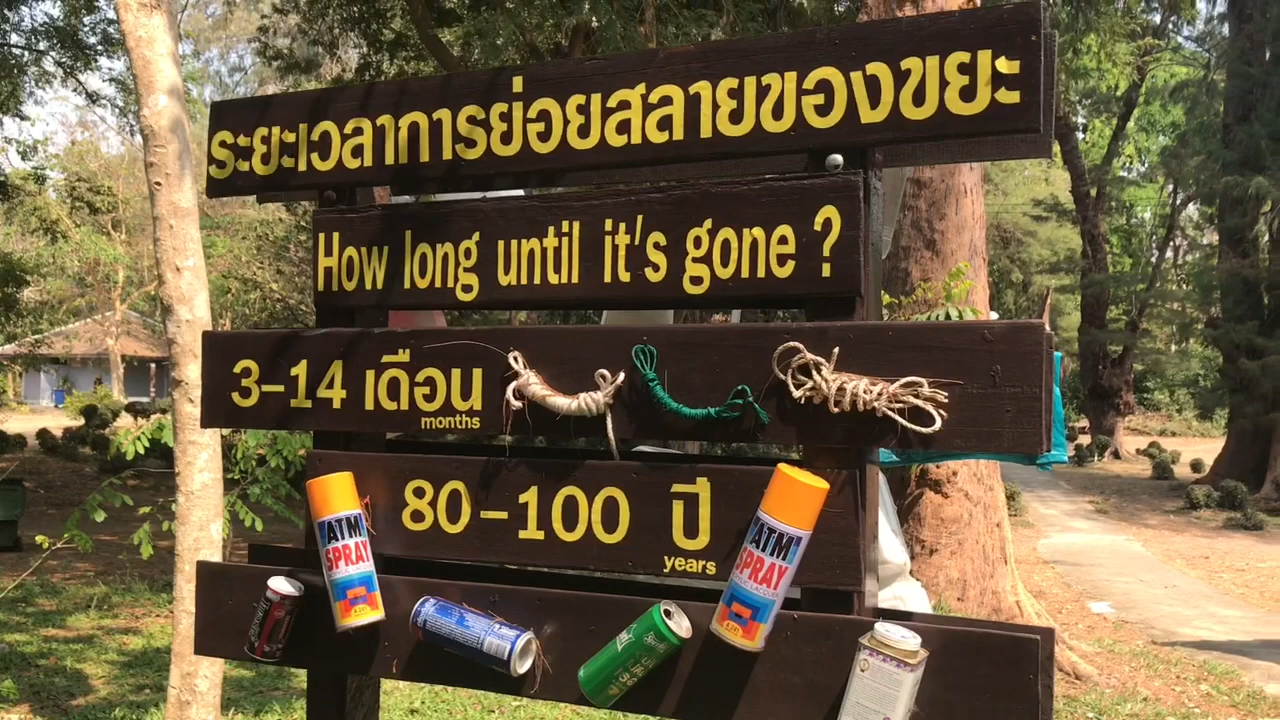 ระยะเวลาการย่อยสลายของขยะ
How long until it's gone ?
3-14 เดือน
months
80-100 ปี
years
ATM
SPRAY
ATM
SPRAY